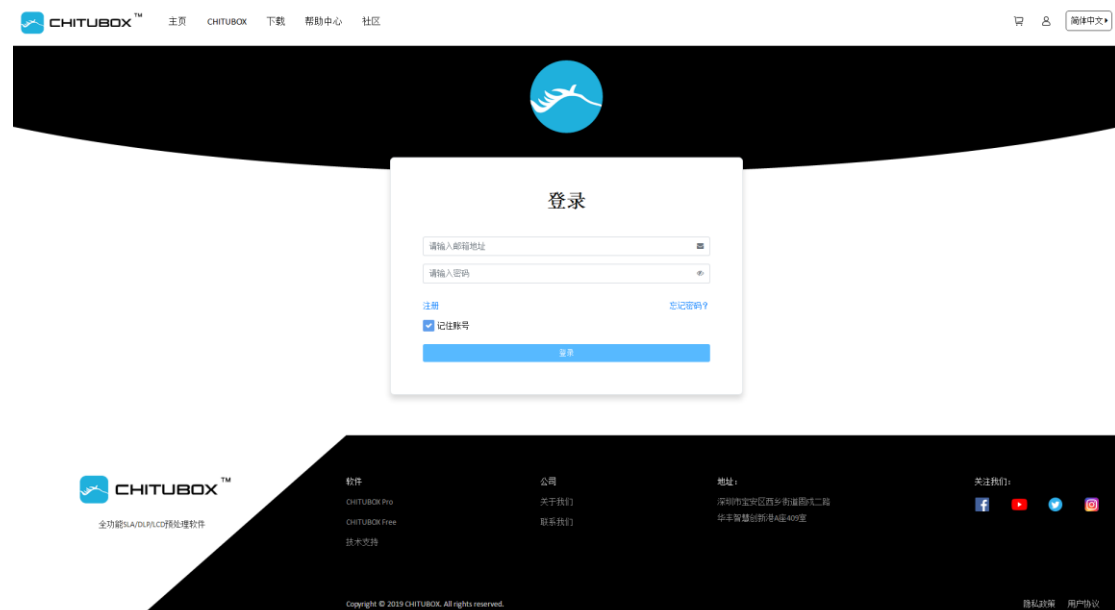 CHITUBOX™ 主页 CHITUBOX 下载 帮助中心 社区 简体中文
登录
请输入邮箱地址
请输入密码
注册 忘记密码?
记住账号
登录
CHITUBOX™
全功能SLA/DLP/LCD预处理软件
软件
CHITUBOX Pro
CHITUBOX Free
技术支持
公司
关于我们
联系我们
地址:
深圳市宝安区西乡街道固戍二路
华丰智慧创新港A座409室
关注我们:
Copyright © 2019 CHITUBOX. All rights reserved.
隐私政策 用户协议